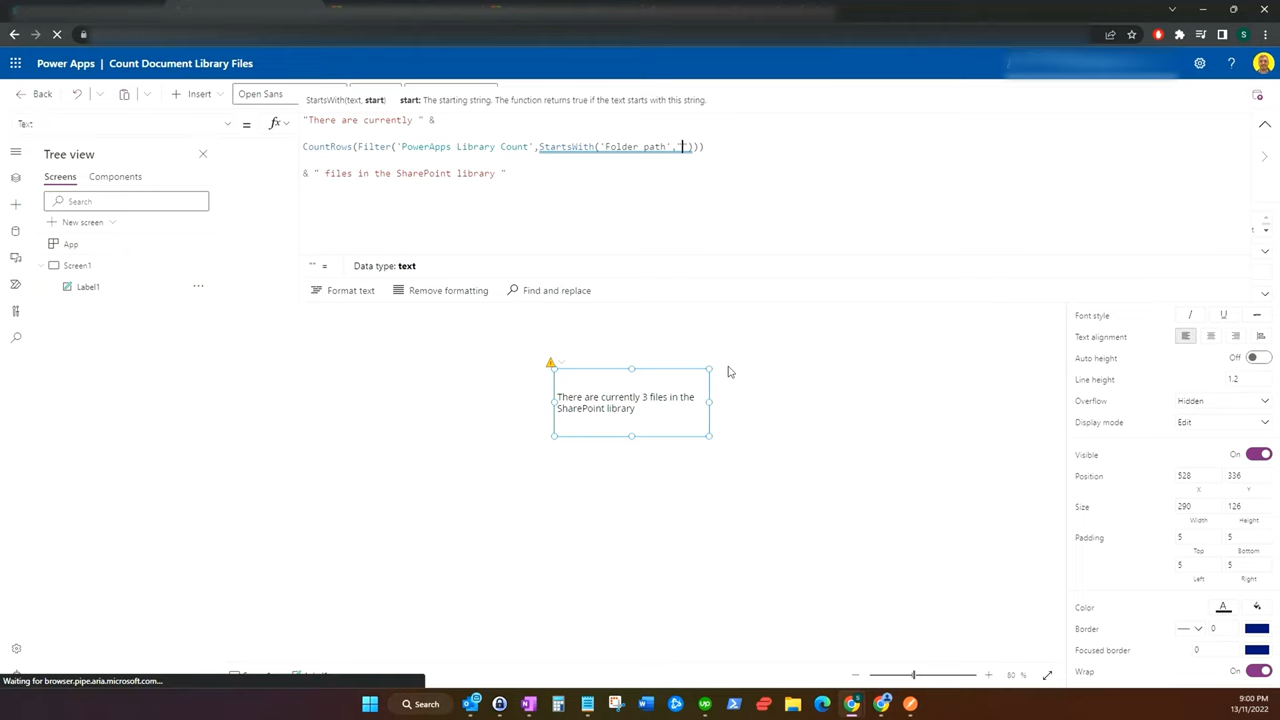 Power Apps | Count Document Library Files
S
Back
Insert
Open Sans
StartsWith(text, start) start: The starting string. The function returns true if the text starts with this string.
Text
=
fx
"There are currently " &
CountRows(Filter('PowerApps Library Count',StartsWith('Folder path',"")))
& " files in the SharePoint library "
Tree view
Screens
Components
Search
New screen
App
Screen1
Label1
"" =
Data type: text
Format text
Remove formatting
Find and replace
There are currently 3 files in the
SharePoint library
Font style
Text alignment
Auto height
Off
Line height
1.2
Overflow
Hidden
Display mode
Edit
Visible
On
Position
528
336
X
Y
Size
290
126
Width
Height
Padding
5
5
Top
Bottom
5
5
Left
Right
Color
A
Border
0
Focused border
0
Wrap
On
80 %
Waiting for browser.pipe.aria.microsoft.com...
Search
9:00 PM
13/11/2022